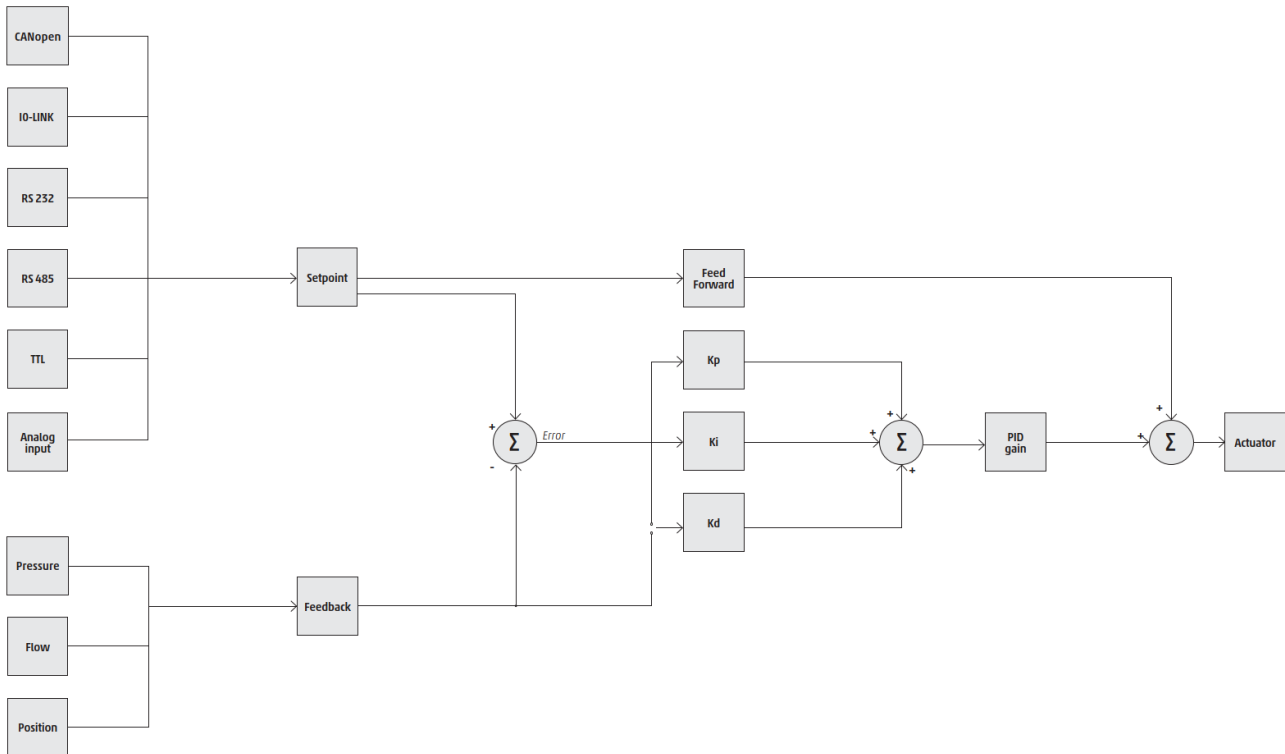 CANopen
IO-LINK
RS 232
RS 485
TTL
Analog
input
Setpoint
Feed
Forward
Kp
Ki
Kd
+
-
Σ
Error
+
+
+
Σ
PID
gain
+
+
Σ
Actuator
Pressure
Flow
Position
Feedback